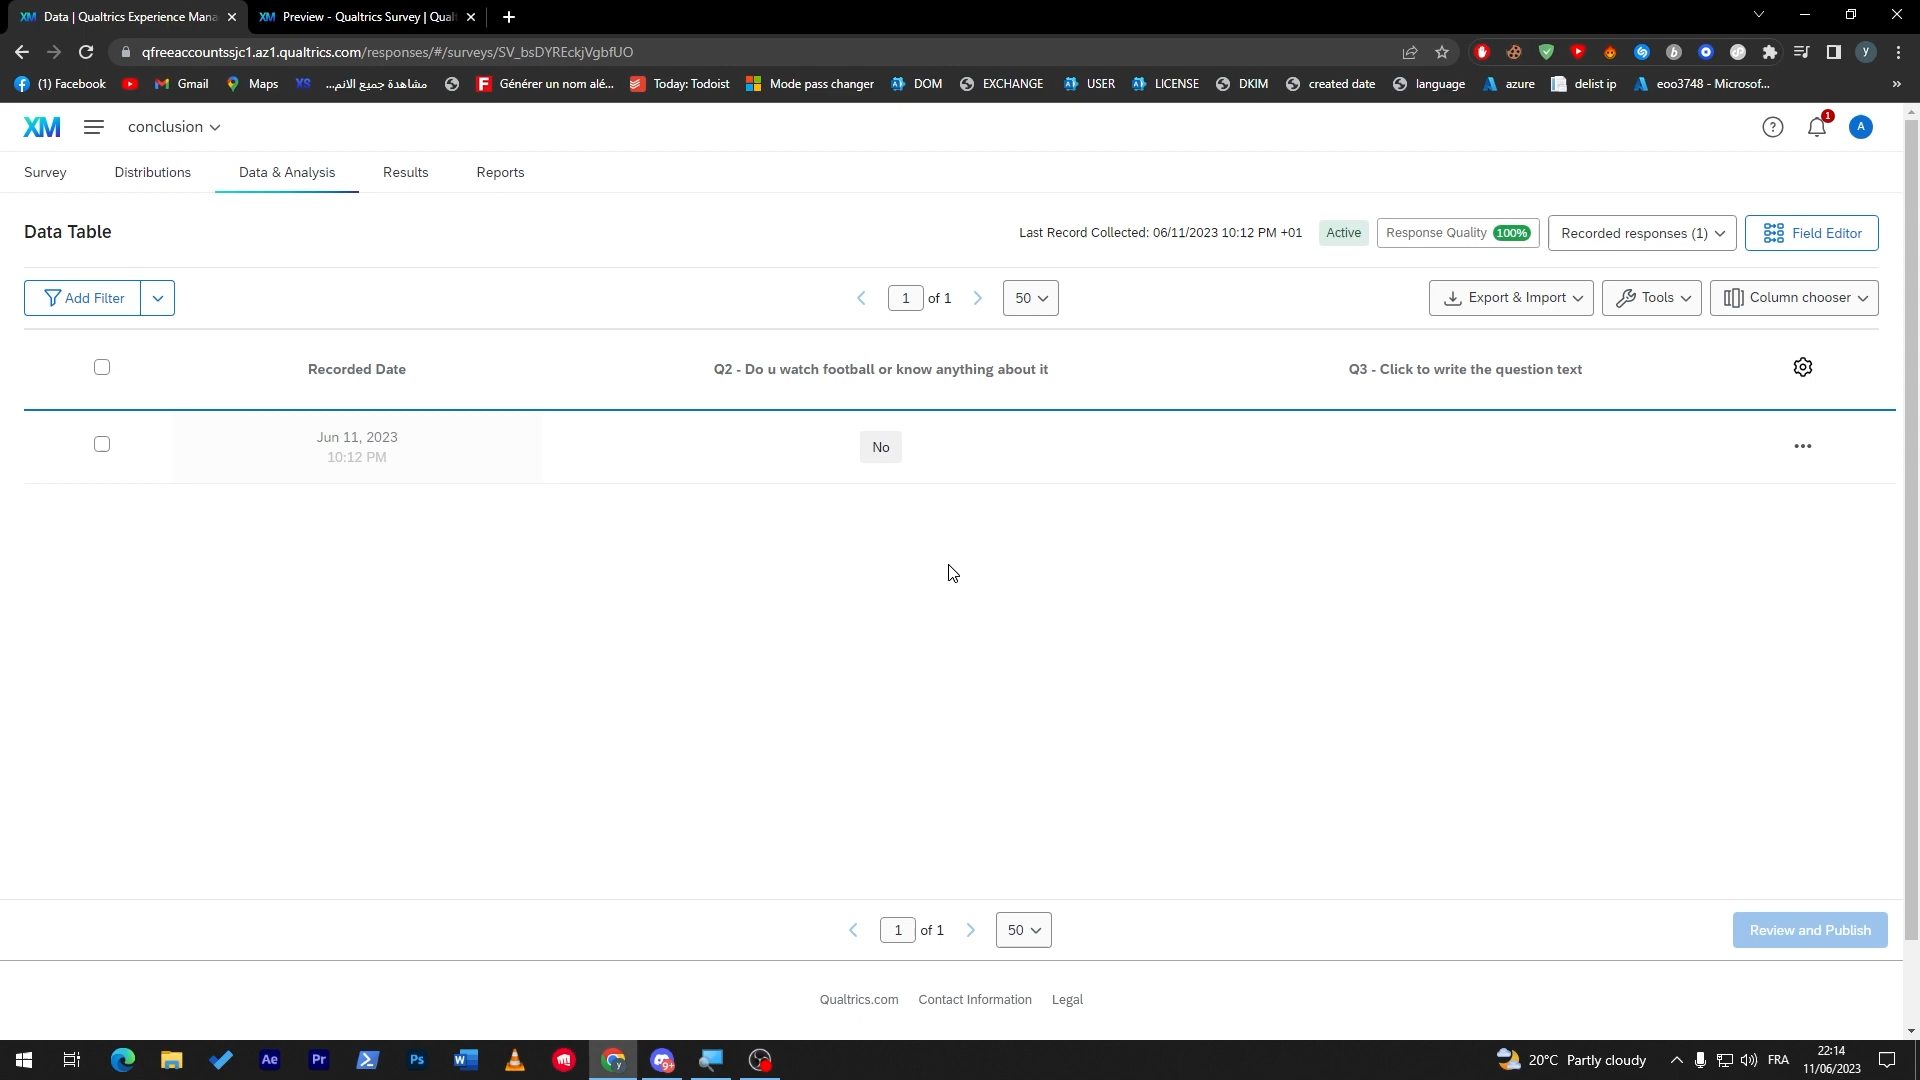 Data | Qualtrics Experience Mana
Preview - Qualtrics Survey | Qual
qfreeaccountssjc1.az1.qualtrics.com/responses/#/surveys/SV_bsDYREckjVgbfUO
(1) Facebook
Gmail
Maps
مشاهدة جميع الانم...
Générer un nom alé...
Today: Todoist
Mode pass changer
DOM
EXCHANGE
USER
LICENSE
DKIM
created date
language
azure
delist ip
eoo3748 - Microsof...
XM
conclusion
1
A
Survey
Distributions
Data & Analysis
Results
Reports
Data Table
Last Record Collected: 06/11/2023 10:12 PM +01
Active
Response Quality 100%
Recorded responses (1)
Field Editor
Add Filter
1 of 1
50
Export & Import
Tools
Column chooser
Recorded Date
Q2 - Do u watch football or know anything about it
Q3 - Click to write the question text
Jun 11, 2023
10:12 PM
No
1 of 1
50
Review and Publish
Qualtrics.com
Contact Information
Legal
20°C Partly cloudy
FRA
22:14
11/06/2023